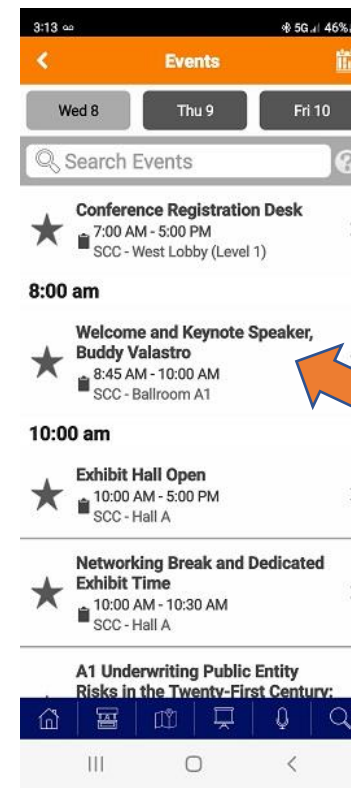 3:13
5G 46%
Events
Wed 8
Thu 9
Fri 10
Search Events
Conference Registration Desk
7:00 AM - 5:00 PM
SCC - West Lobby (Level 1)
8:00 am
Welcome and Keynote Speaker,
Buddy Valastro
8:45 AM - 10:00 AM
SCC - Ballroom A1
10:00 am
Exhibit Hall Open
10:00 AM - 5:00 PM
SCC - Hall A
Networking Break and Dedicated
Exhibit Time
10:00 AM - 10:30 AM
SCC - Hall A
A1 Underwriting Public Entity
Risks in the Twenty-First Century: